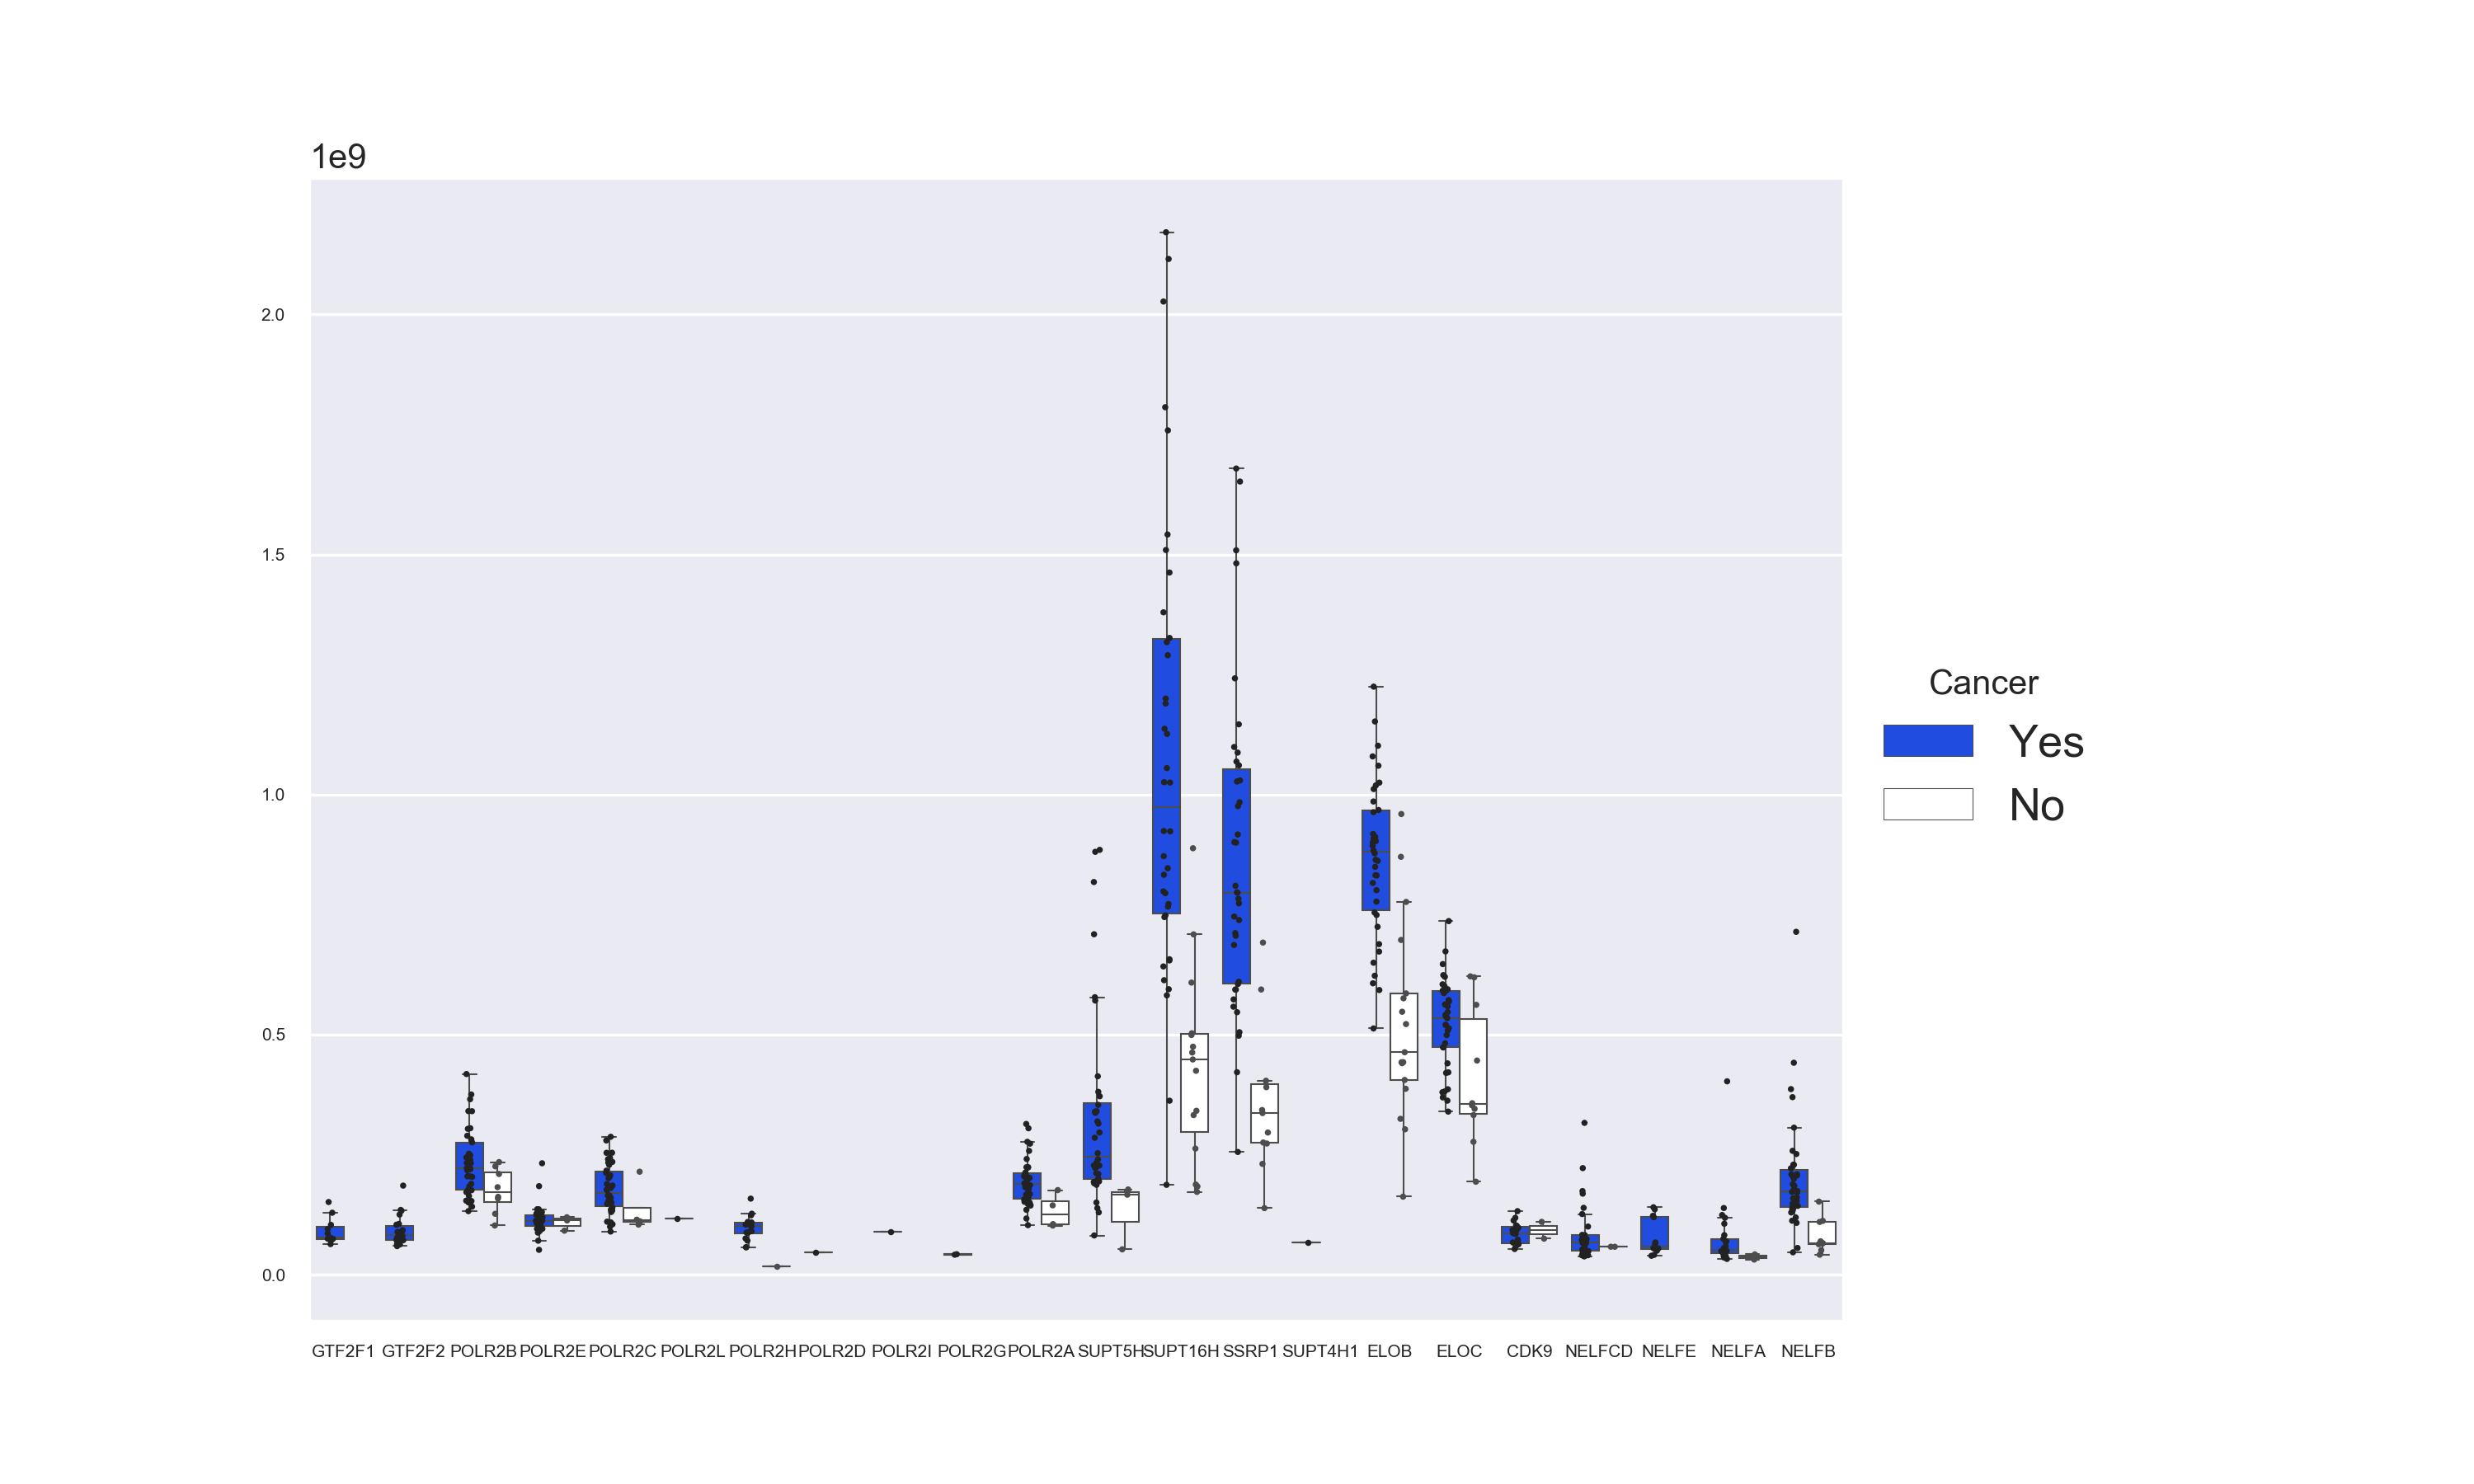 1e9
2.0
1.5
1.0
0.5
0.0
GTF2F1 GTF2F2 POLR2B POLR2E POLR2C POLR2L POLR2H POLR2D POLR2I POLR2G POLR2A SUPT5H SUPT16H SSRP1 SUPT4H1 ELOB ELOC CDK9 NELFCD NELFE NELFA NELFB
Cancer
Yes
No